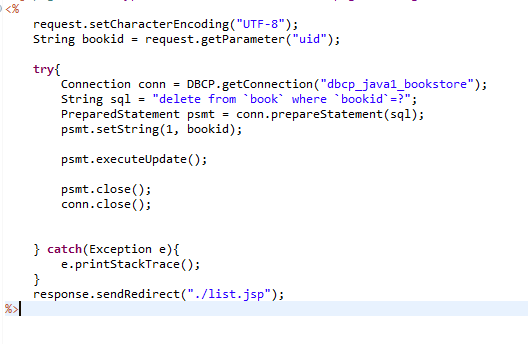 <%
request.setCharacterEncoding("UTF-8");
String bookid = request.getParameter("uid");
try{
Connection conn = DBCP.getConnection("dbcp_java1_bookstore");
String sql = "delete from `book` where `bookid`=?";
PreparedStatement psmt = conn.prepareStatement(sql);
psmt.setString(1, bookid);
psmt.executeUpdate();
psmt.close();
conn.close();
} catch(Exception e){
e.printStackTrace();
}
response.sendRedirect("./list.jsp");
%>